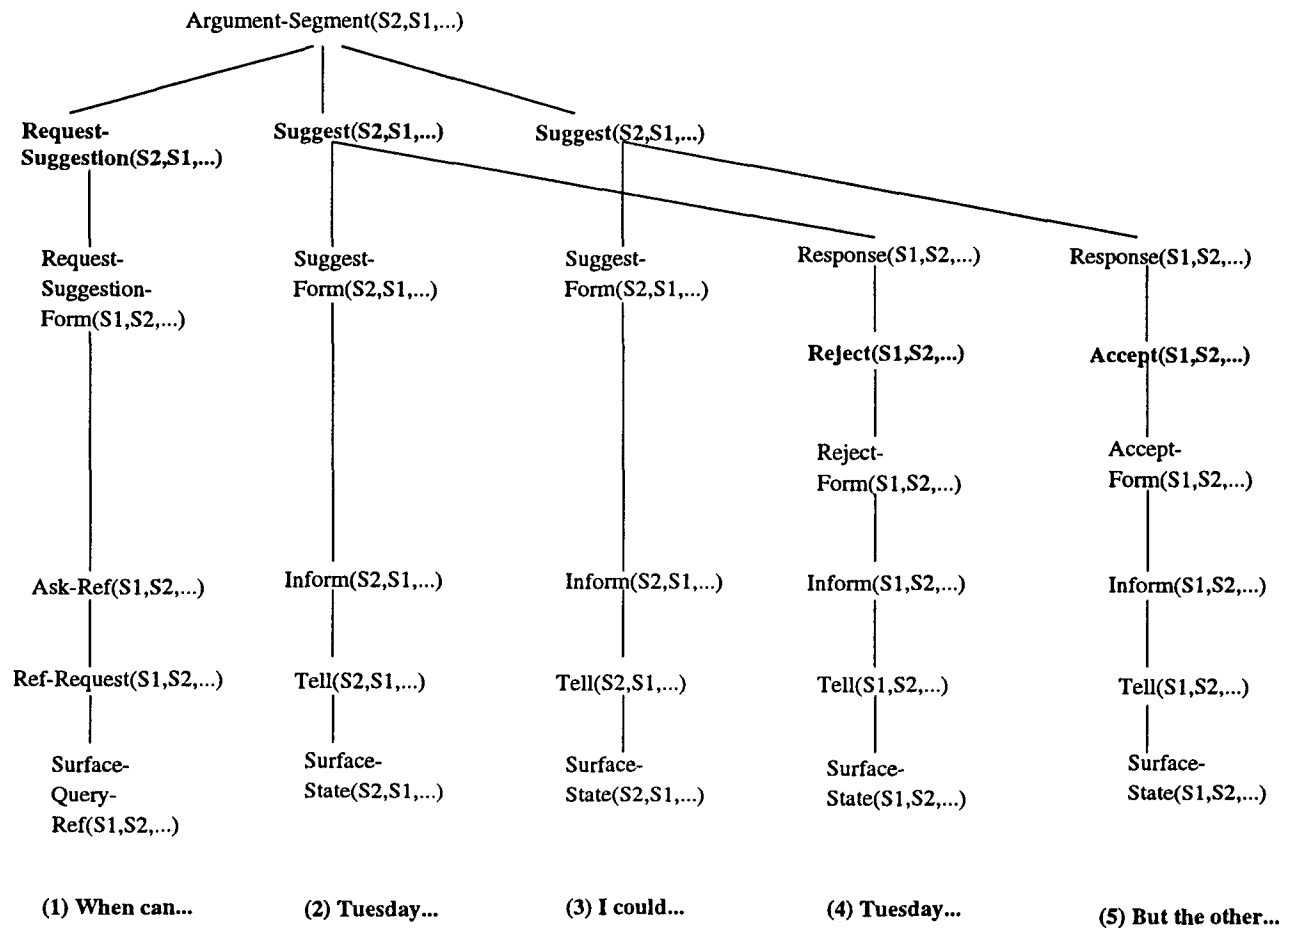 Argument-Segment(S2,S1,...)
Request-
Suggestion(S2,S1,...)
Suggest(S2,S1,...)
Suggest(S2,S1,...)
Request-
Suggestion-
Form(S1,S2,...)
Suggest-
Form(S2,S1,...)
Suggest-
Form(S2,S1,...)
Response(S1,S2,...)
Response(S1,S2,...)
Reject(S1,S2,...)
Accept(S1,S2,...)
Reject-
Form(S1,S2,...)
Accept-
Form(S1,S2,...)
Ask-Ref(S1,S2,...)
Inform(S2,S1,...)
Inform(S2,S1,...)
Inform(S1,S2,...)
Inform(S1,S2,...)
Ref-Request(S1,S2,...)
Tell(S2,S1,...)
Tell(S2,S1,...)
Tell(S1,S2,...)
Tell(S1,S2,...)
Surface-
Query-
Ref(S1,S2,...)
Surface-
State(S2,S1,...)
Surface-
State(S2,S1,...)
Surface-
State(S1,S2,...)
Surface-
State(S1,S2,...)
(1) When can...
(2) Tuesday...
(3) I could...
(4) Tuesday...
(5) But the other...